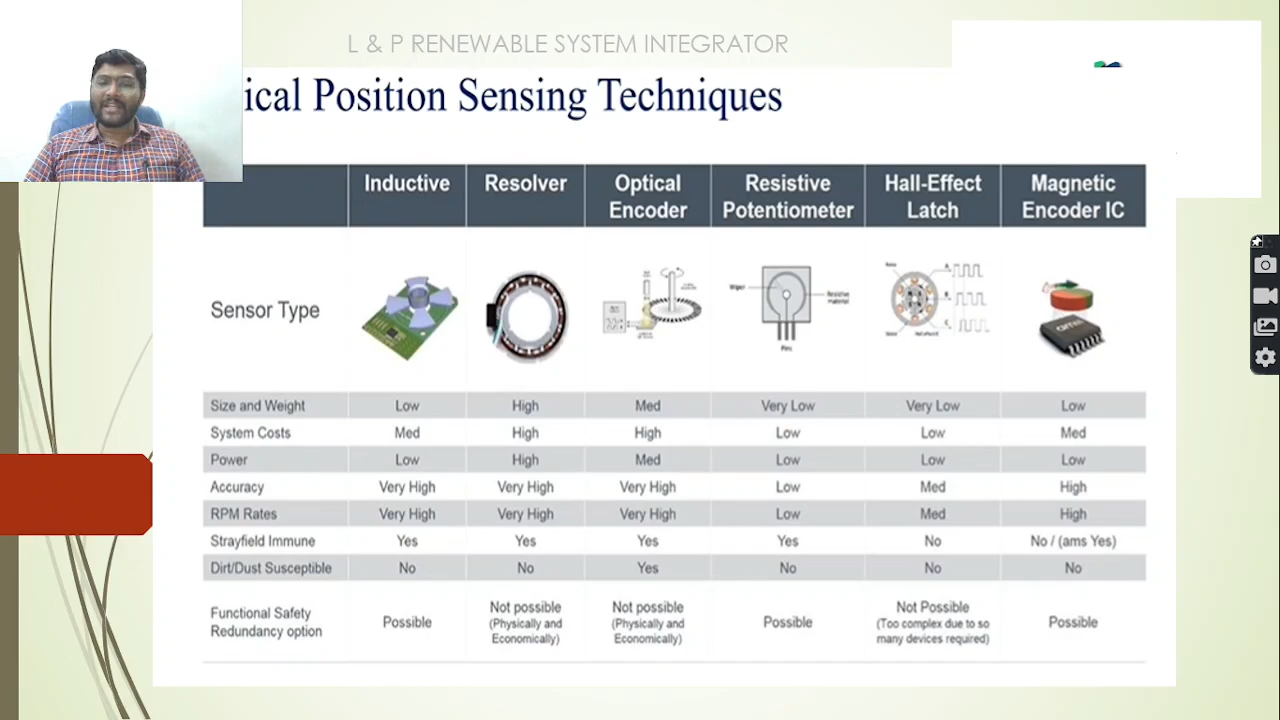 L & P RENEWABLE SYSTEM INTEGRATOR
ical Position Sensing Techniques
Inductive Resolver Optical Encoder Resistive Potentiometer Hall-Effect Latch Magnetic Encoder IC
Sensor Type
Wiper
Resistive material
Pins
A
B
C
ams
Size and Weight Low High Med Very Low Very Low Low
System Costs Med High High Low Low Med
Power Low High Med Low Low Low
Accuracy Very High Very High Very High Low Med High
RPM Rates Very High Very High Very High Low Med High
Strayfield Immune Yes Yes Yes Yes No No / (ams Yes)
Dirt/Dust Susceptible No No Yes No No No
Functional Safety Redundancy option Possible Not possible (Physically and Economically) Not possible (Physically and Economically) Possible Not Possible (Too complex due to so many devices required) Possible